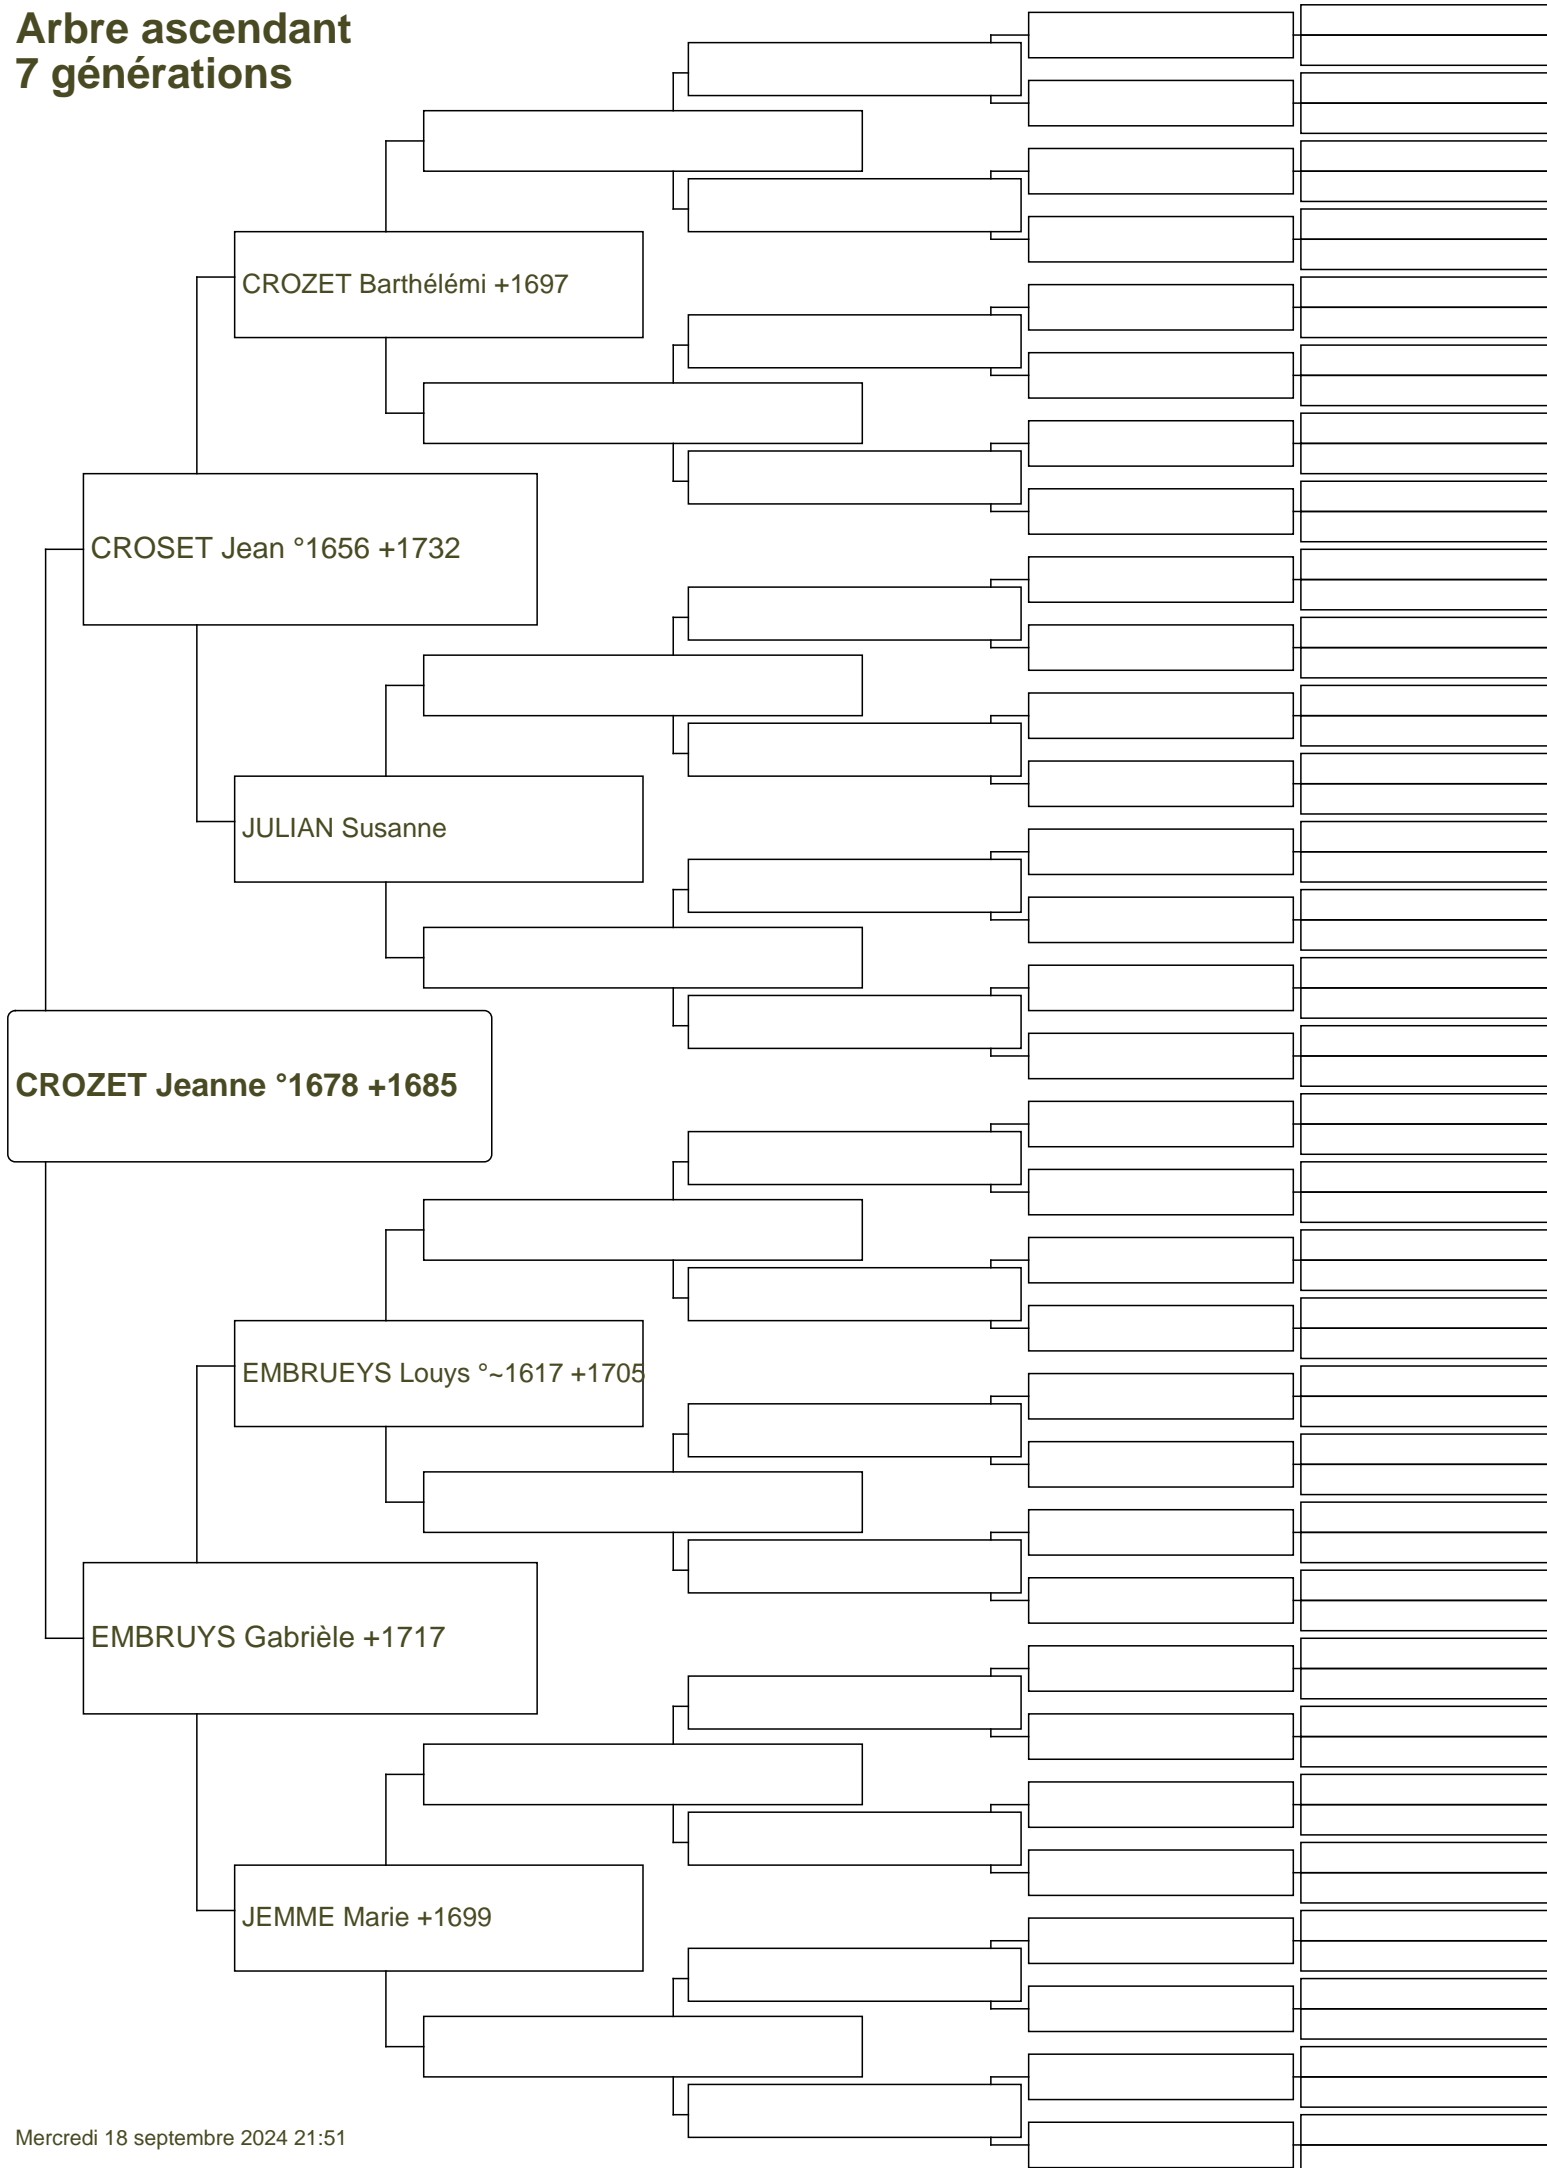 Arbre ascendant
7 générations
CROZET Barthélémi +1697
CROSET Jean °1656 +1732
JULIAN Susanne
CROZET Jeanne °1678 +1685
EMBRUEYS Louys °~1617 +1705
EMBRUYS Gabrièle +1717
JEMME Marie +1699
Mercredi 18 septembre 2024 21:51